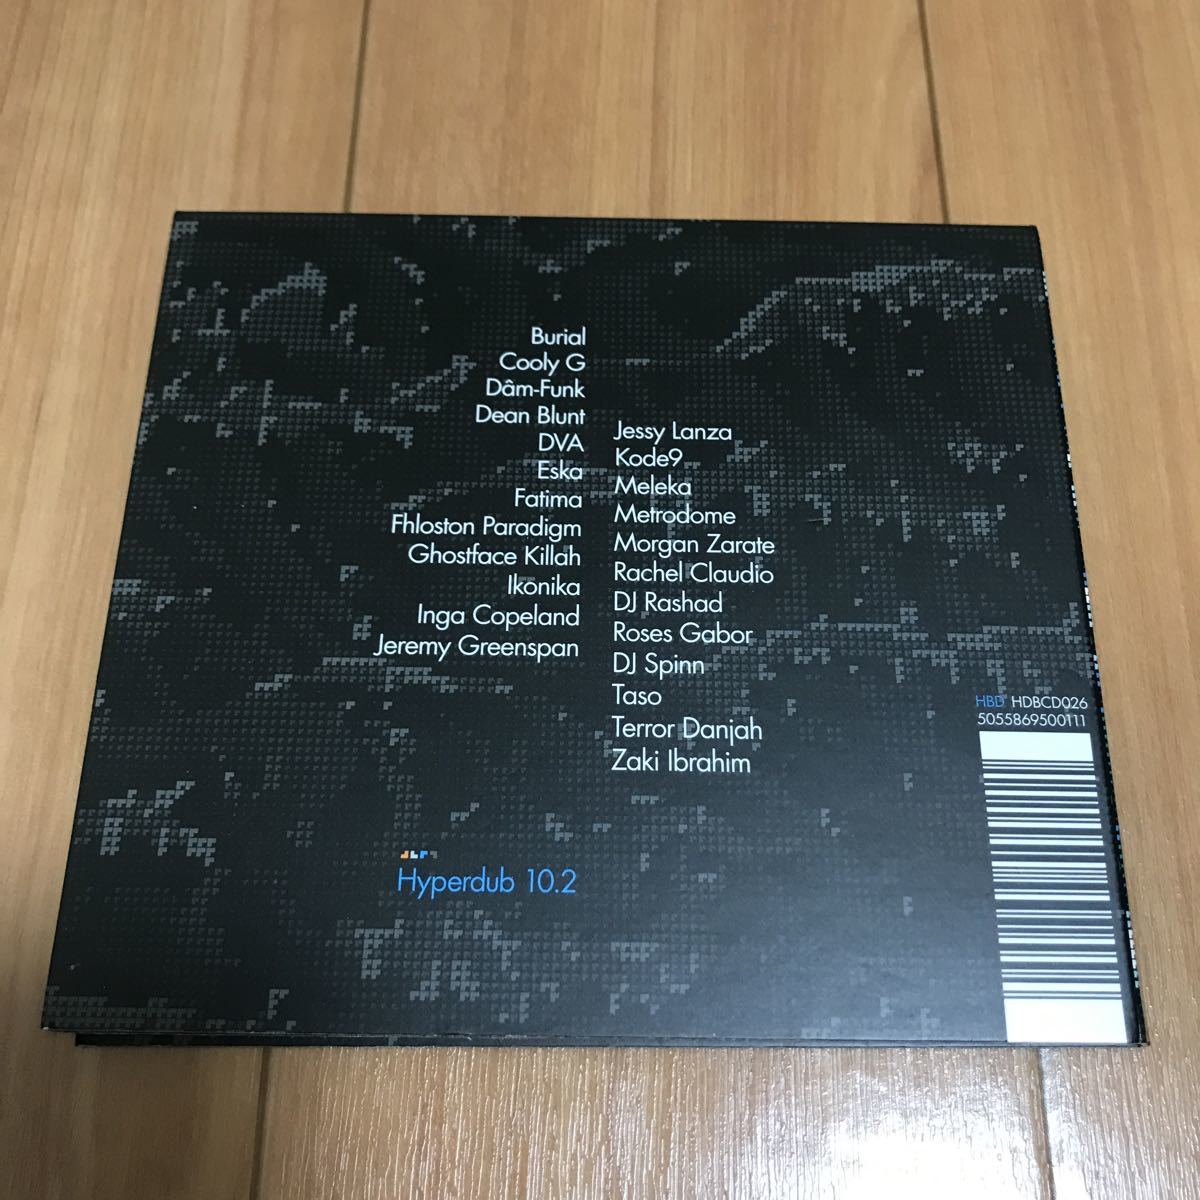 Burial
Cooly G
Dâm-Funk
Dean Blunt
DVA
Eska
Fatima
Fhloston Paradigm
Ghostface Killah
Ikonika
Inga Copeland
Jeremy Greenspan
Jessy Lanza
Kode9
Meleka
Metrodome
Morgan Zarate
Rachel Claudio
DJ Rashad
Roses Gabor
DJ Spinn
Taso
Terror Danjah
Zaki Ibrahim
HBD HDBCD026
5055869500111
Hyperdub 10.2